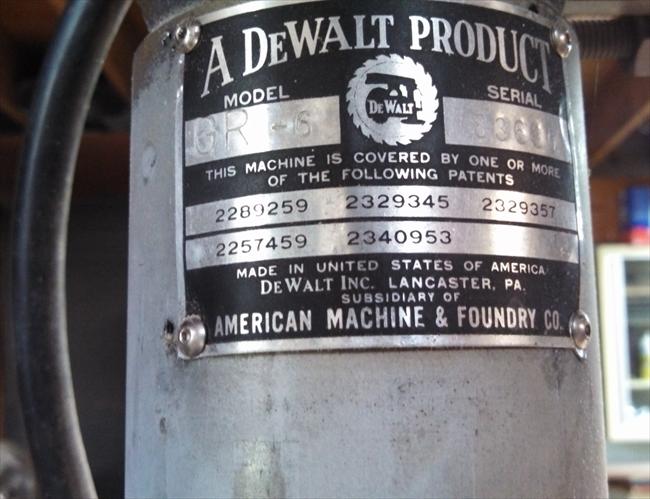 A DEWALT PRODUCT
MODEL
DEWALT
SERIAL
GR-6
THIS MACHINE IS COVERED BY ONE OR MORE
OF THE FOLLOWING PATENTS
2289259 2329345 2329357
2257459 2340953
MADE IN UNITED STATES OF AMERICA
DEWALT INC. LANCASTER, PA.
SUBSIDIARY OF
AMERICAN MACHINE & FOUNDRY CO.